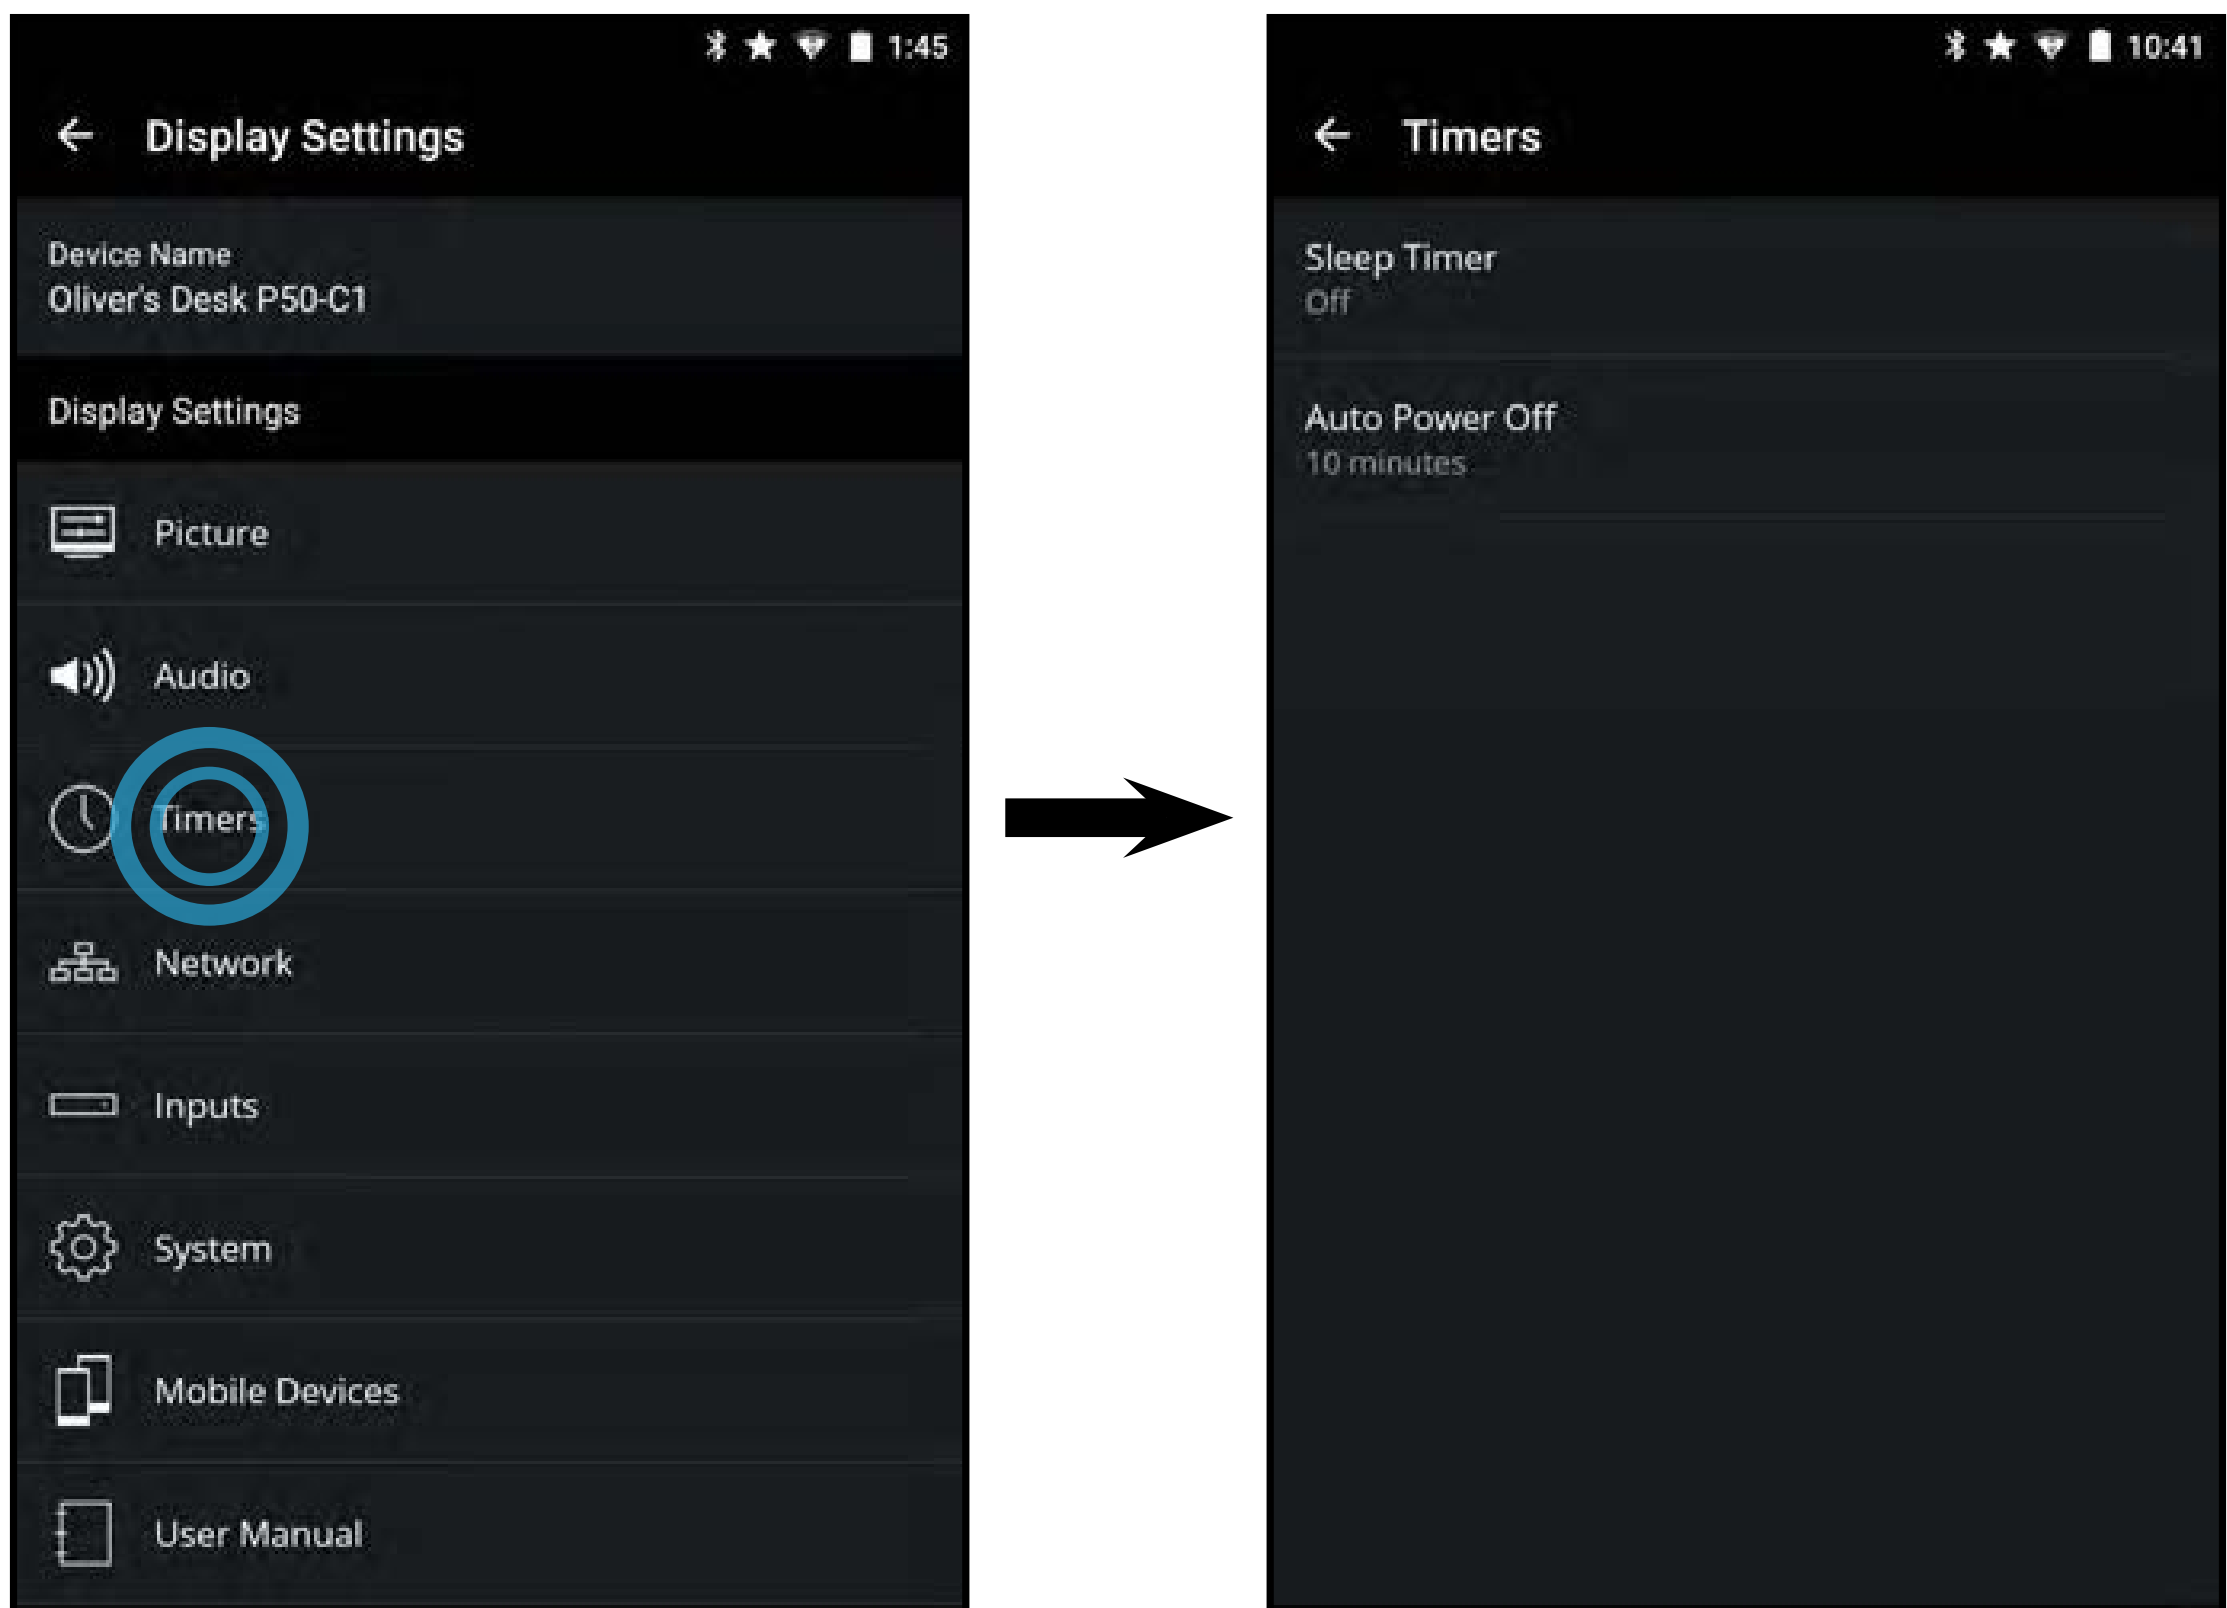 1:45
Display Settings
Device Name
Oliver's Desk P50-C1
Display Settings
Picture
Audio
Timers
Network
Inputs
System
Mobile Devices
User Manual
10:41
Timers
Sleep Timer
Off
Auto Power Off
10 minutes